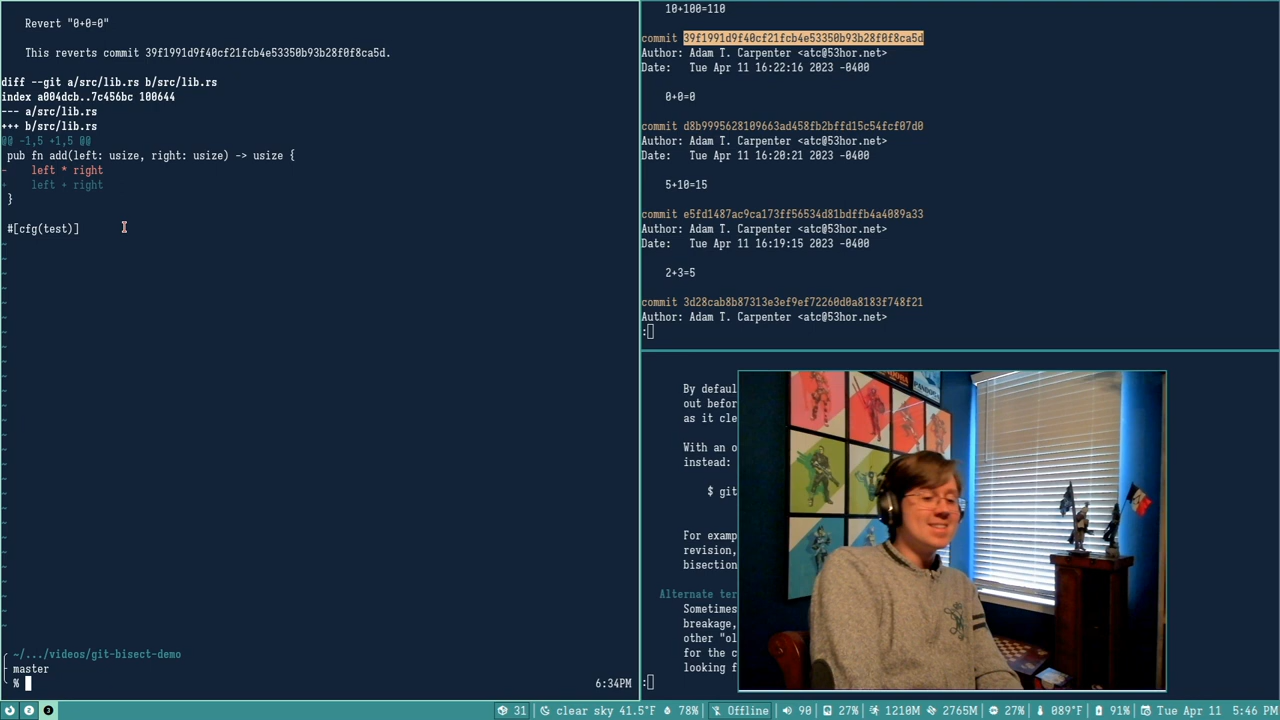 Revert "0+0=0"
This reverts commit 39f1991d9f40cf21fcb4e53350b93b28f0f8ca5d.
diff --git a/src/lib.rs b/src/lib.rs
index a004dcb..7c456bc 100644
--- a/src/lib.rs
+++ b/src/lib.rs
@@ -1,5 +1,5 @@
pub fn add(left: usize, right: usize) -> usize {
-    left * right
+    left + right
}
#[cfg(test)]
~/.../videos/git-bisect-demo
master
%
6:34PM
10+100=110
commit 39f1991d9f40cf21fcb4e53350b93b28f0f8ca5d
Author: Adam T. Carpenter <atc@53hor.net>
Date:   Tue Apr 11 16:22:16 2023 -0400
0+0=0
commit d8b9995628109663ad458fb2bffd15c54fcf07d0
Author: Adam T. Carpenter <atc@53hor.net>
Date:   Tue Apr 11 16:20:21 2023 -0400
5+10=15
commit e5fd1487ac9ca173ff56534d81bdffb4a4089a33
Author: Adam T. Carpenter <atc@53hor.net>
Date:   Tue Apr 11 16:19:15 2023 -0400
2+3=5
commit 3d28cab8b87313e3ef9ef72260d0a8183f748f21
Author: Adam T. Carpenter <atc@53hor.net>
:
By defaul
out befor
as it cle
With an o
instead:
$ git
For examp
revision,
bisection
Alternate ter
Sometimes
breakage,
other "ol
for the c
looking f
:
2 3 31 clear sky 41.5°F 78% Offline 90 27% 1210M 2765M 27% 089°F 91% Tue Apr 11 5:46 PM